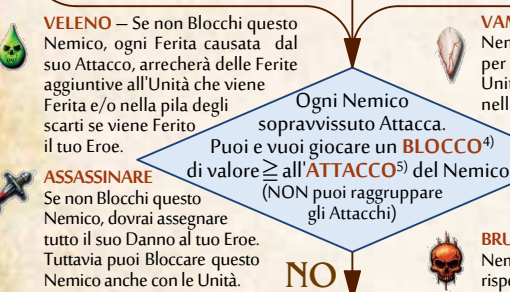 VELENO – Se non Blocchi questo
Nemico, ogni Ferita causata dal
suo Attacco, arrecherà delle Ferite
aggiuntive all'Unità che viene
Ferita e/o nella pila degli
scarti se viene Ferito
il tuo Eroe.
ASSASSINARE
Se non Blocchi questo
Nemico, dovrai assegnare
tutto il suo Danno al tuo Eroe.
Tuttavia puoi Bloccare questo
Nemico anche con le Unità.
Ogni Nemico
sopravvissuto Attacca.
Puoi e vuoi giocare un BLOCCO4)
di valore ≧ all'ATTACCO5) del Nemico
(NON puoi raggruppare
gli Attacchi)
NO
VAM
Nem
per
Unit
nell
BRU
Nem
rispe